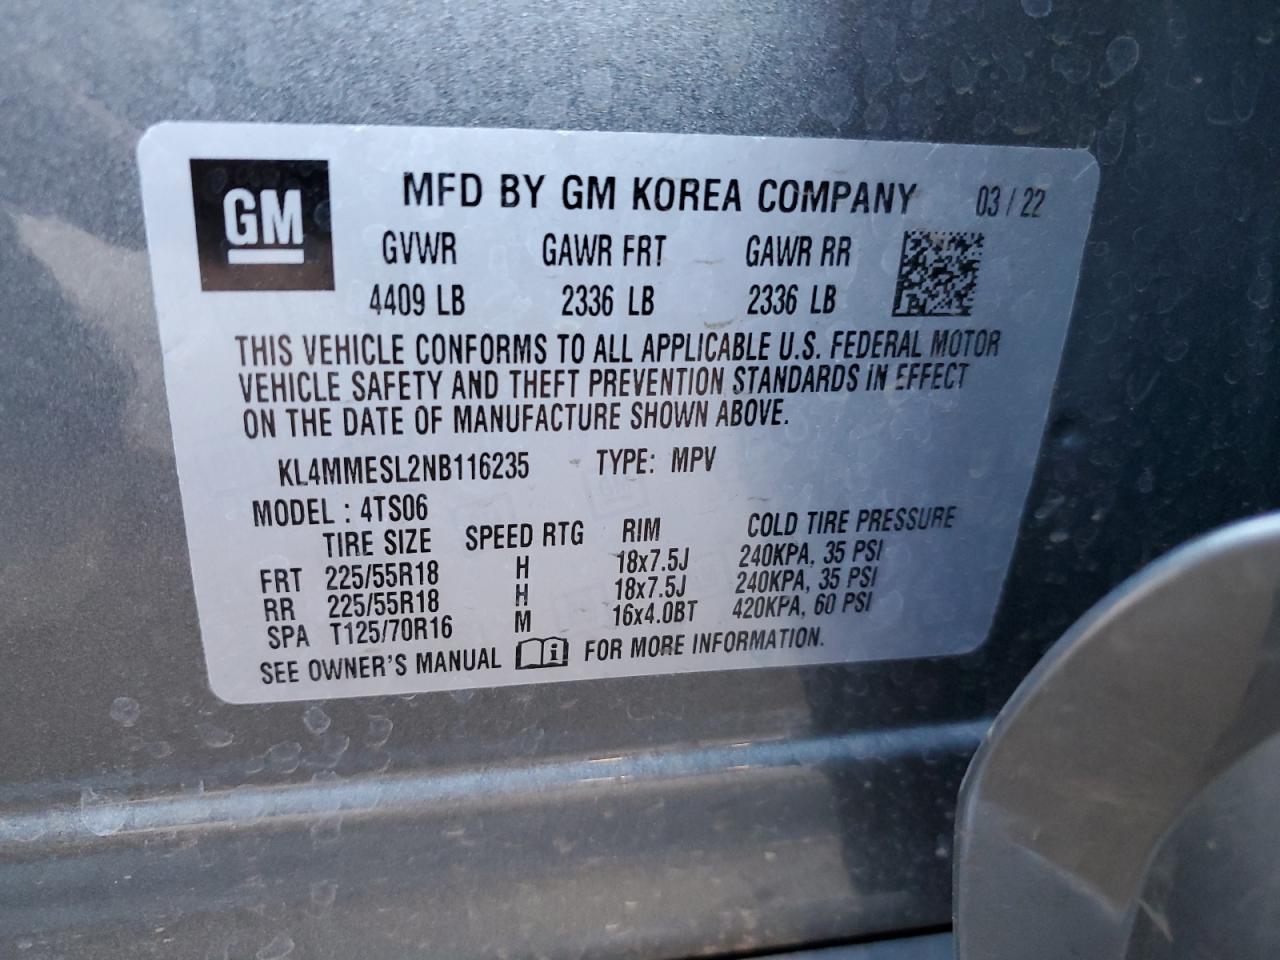 GM
MFD BY GM KOREA COMPANY 03 / 22
GVWR GAWR FRT GAWR RR
4409 LB 2336 LB 2336 LB
THIS VEHICLE CONFORMS TO ALL APPLICABLE U.S. FEDERAL MOTOR
VEHICLE SAFETY AND THEFT PREVENTION STANDARDS IN EFFECT
ON THE DATE OF MANUFACTURE SHOWN ABOVE.
KL4MMESL2NB116235 TYPE: MPV
MODEL : 4TS06
TIRE SIZE SPEED RTG RIM COLD TIRE PRESSURE
FRT 225/55R18 H 18x7.5J 240KPA, 35 PSI
RR 225/55R18 H 18x7.5J 240KPA, 35 PSI
SPA T125/70R16 M 16x4.0BT 420KPA, 60 PSI
SEE OWNER'S MANUAL i FOR MORE INFORMATION.